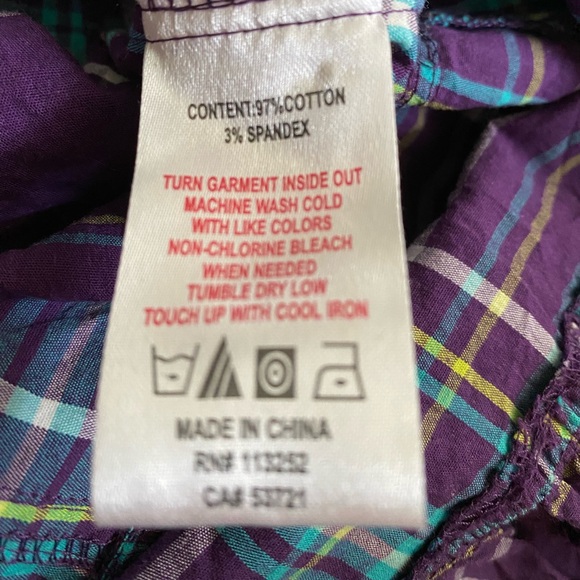 CONTENT:97%COTTON
3% SPANDEX
TURN GARMENT INSIDE OUT
MACHINE WASH COLD
WITH LIKE COLORS
NON-CHLORINE BLEACH
WHEN NEEDED
TUMBLE DRY LOW
TOUCH UP WITH COOL IRON
MADE IN CHINA
RN# 113252
CA# 53721